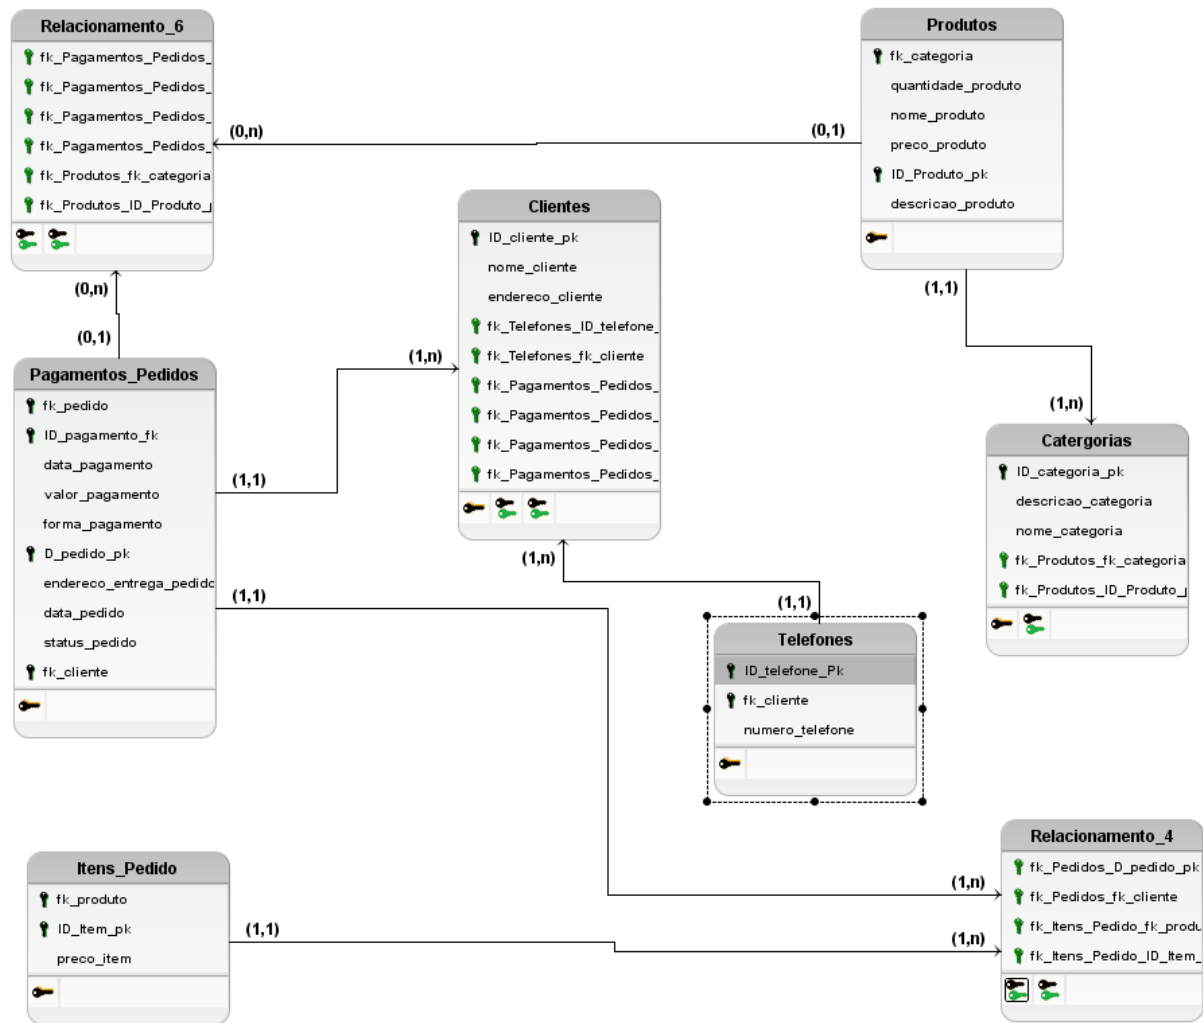 Relacionamento_6
fk_Pagamentos_Pedidos_
fk_Pagamentos_Pedidos_
fk_Pagamentos_Pedidos_
fk_Pagamentos_Pedidos_
fk_Produtos_fk_categoria
fk_Produtos_ID_Produto_p
(0,n)
(0,1)
Produtos
fk_categoria
quantidade_produto
nome_produto
preco_produto
ID_Produto_pk
descricao_produto
(0,n)
(0,1)
Clientes
ID_cliente_pk
nome_cliente
endereco_cliente
fk_Telefones_ID_telefone_
fk_Telefones_fk_cliente
fk_Pagamentos_Pedidos_
fk_Pagamentos_Pedidos_
fk_Pagamentos_Pedidos_
fk_Pagamentos_Pedidos_
(1,1)
(1,n)
Pagamentos_Pedidos
fk_pedido
ID_pagamento_fk
data_pagamento
valor_pagamento
forma_pagamento
D_pedido_pk
endereco_entrega_pedido
data_pedido
status_pedido
fk_cliente
(1,n)
(1,1)
(1,1)
Catergorias
ID_categoria_pk
descricao_categoria
nome_categoria
fk_Produtos_fk_categoria
fk_Produtos_ID_Produto_p
(1,n)
(1,1)
Telefones
ID_telefone_Pk
fk_cliente
numero_telefone
Itens_Pedido
fk_produto
ID_Item_pk
preco_item
(1,1)
(1,n)
(1,n)
Relacionamento_4
fk_Pedidos_D_pedido_pk
fk_Pedidos_fk_cliente
fk_Itens_Pedido_fk_produ
fk_Itens_Pedido_ID_Item_